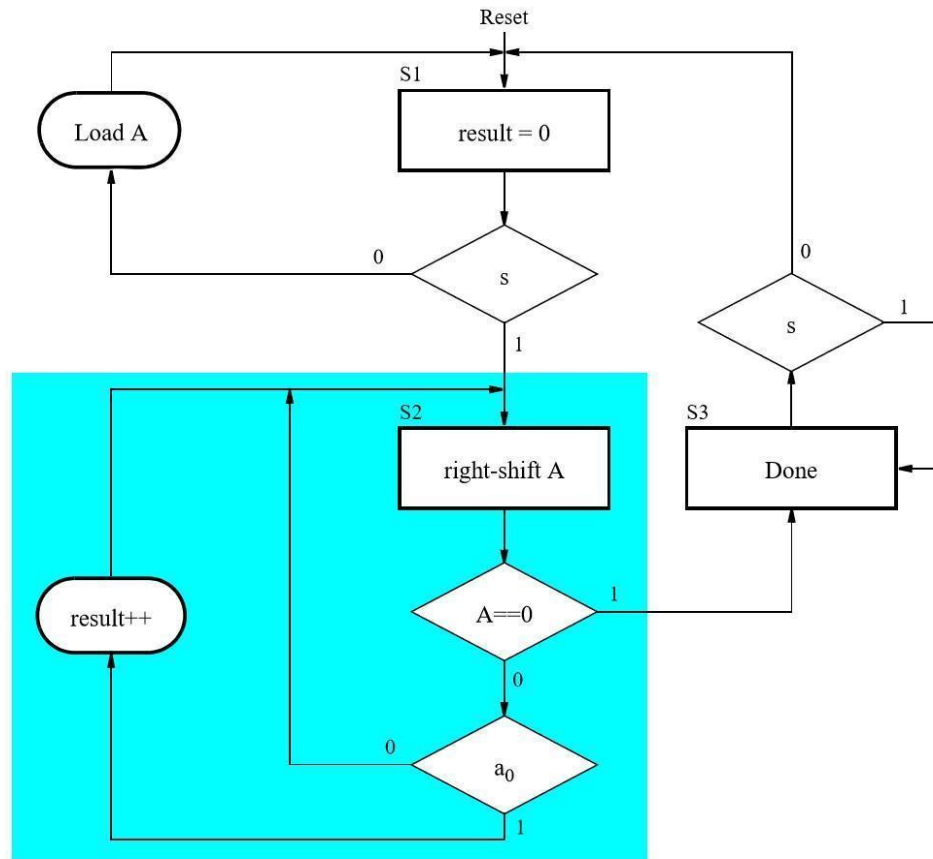 Reset
S1
Load A
result = 0
0
s
1
0
s
1
S2
S3
right-shift A
Done
A==0
1
result++
0
0
a₀
1